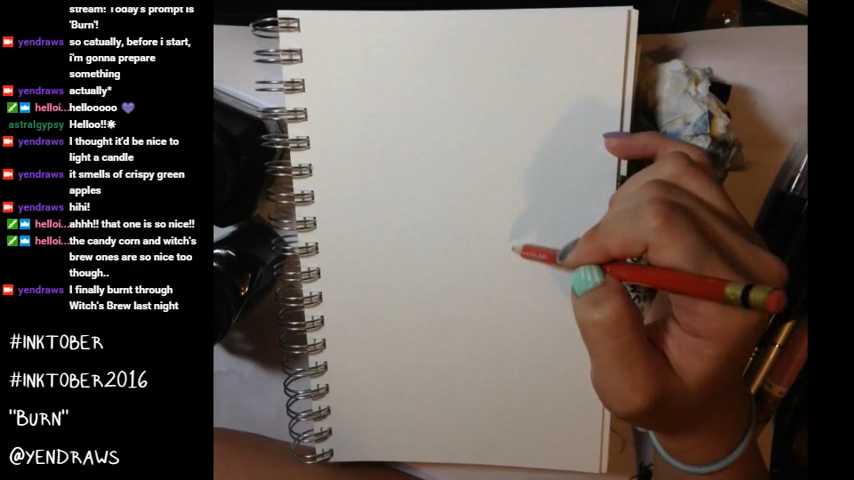 stream! Today's prompt is
'Burn'!
yendraws so catually, before i start,
i'm gonna prepare
something
yendraws actually*
helloi... hellooooo 💜
astralgypsy Helloo!!☀
yendraws I thought it'd be nice to
light a candle
yendraws it smells of crispy green
apples
yendraws hihi!
helloi... ahhh!! that one is so nice!!
helloi... the candy corn and witch's
brew ones are so nice too
though..
yendraws I finally burnt through
Witch's Brew last night
#INKTOBER
#INKTOBER2016
"BURN"
@YENDRAWS